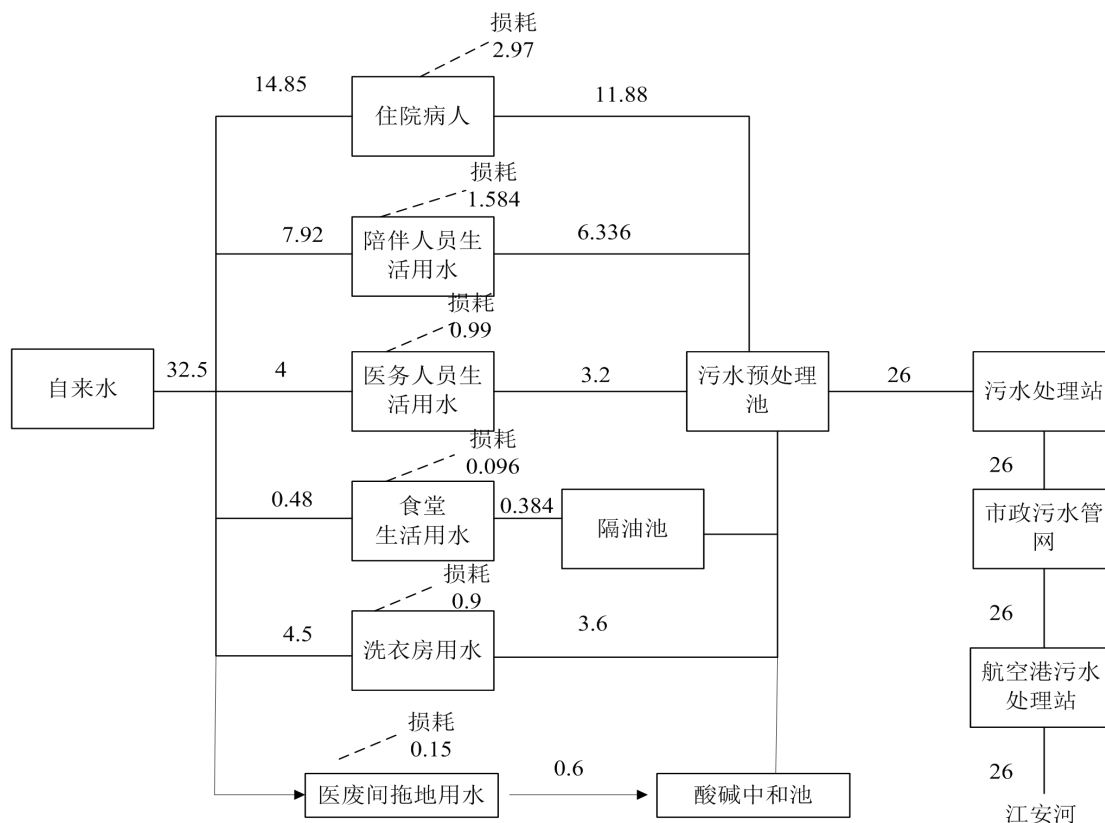 损耗
2.97
14.85
住院病人
11.88
损耗
1.584
7.92
陪伴人员生
活用水
6.336
损耗
0.99
自来水
32.5
4
医务人员生
活用水
3.2
污水预处理
池
26
污水处理站
损耗
0.096
26
0.48
食堂
生活用水
0.384
隔油池
市政污水管
网
损耗
0.9
26
4.5
洗衣房用水
3.6
航空港污水
处理站
损耗
0.15
26
医废间拖地用水
0.6
酸碱中和池
江安河